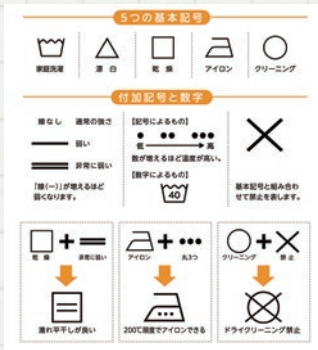 5つの基本記号
家庭洗濯 漂白 乾燥 アイロン クリーニング
付加記号と数字
線なし 通常の強さ
弱い
非常に弱い
「線(ー)」が増えるほど
弱くなります。
【記号によるもの】
低 高
数が増えるほど温度が高い。
【数字によるもの】
40
基本記号と組み合わ
せて禁止を表します。
乾燥 非常に弱い
濡れ平干しが良い
アイロン 丸3つ
200℃限度でアイロンできる
クリーニング 禁止
ドライクリーニング禁止